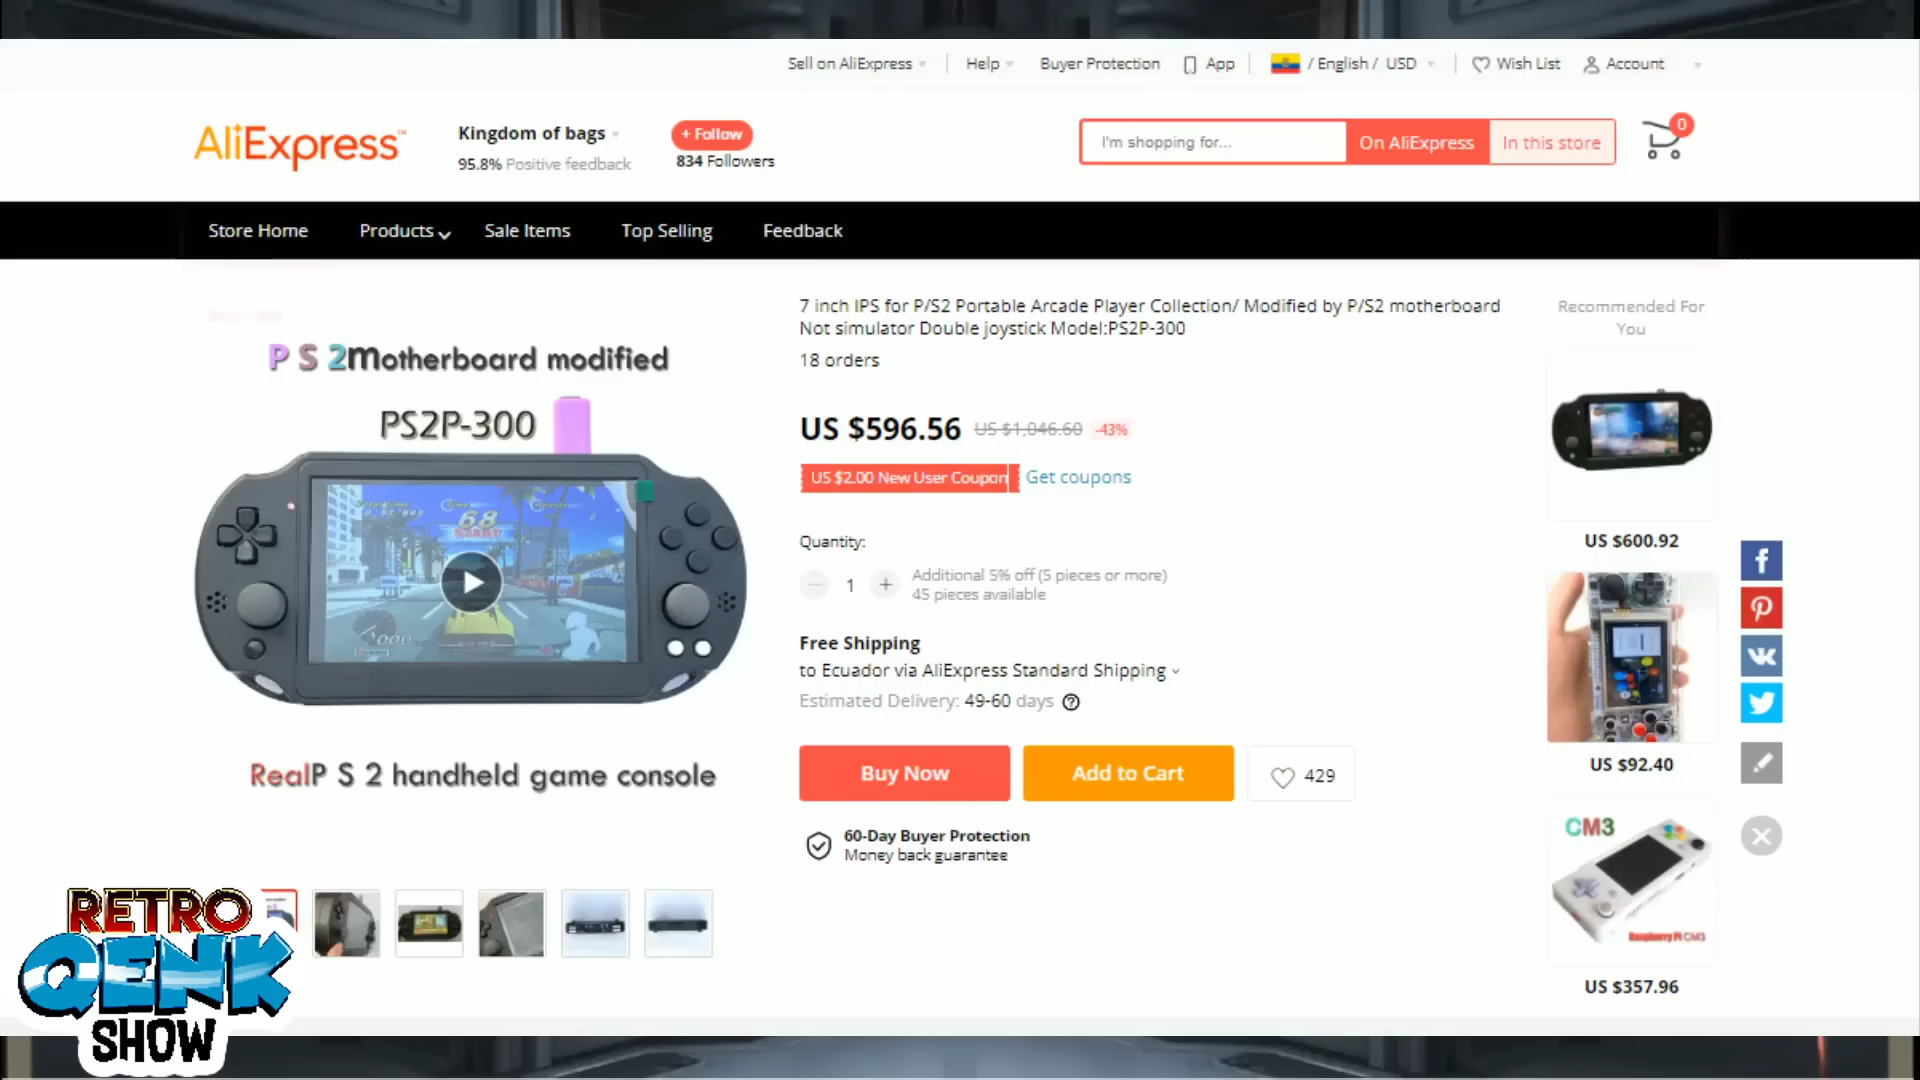 Sell on AliExpress
Help
Buyer Protection
App
/ English / USD
Wish List
Account
AliExpress™
Kingdom of bags
95.8% Positive feedback
+ Follow
834 Followers
I'm shopping for...
On AliExpress
In this store
0
Store Home
Products
Sale Items
Top Selling
Feedback
P S 2motherboard modified
PS2P-300
68
RealP S 2 handheld game console
7 inch IPS for P/S2 Portable Arcade Player Collection/ Modified by P/S2 motherboard
Not simulator Double joystick Model:PS2P-300
18 orders
US $596.56 US $1,046.60 -43%
US $2.00 New User Coupon Get coupons
Quantity:
1
Additional 5% off (5 pieces or more)
45 pieces available
Free Shipping
to Ecuador via AliExpress Standard Shipping
Estimated Delivery: 49-60 days
Buy Now
Add to Cart
429
60-Day Buyer Protection
Money back guarantee
Recommended For
You
US $600.92
US $92.40
CM3
Raspberry Pi CM3
US $357.96
RETRO
QENK
SHOW